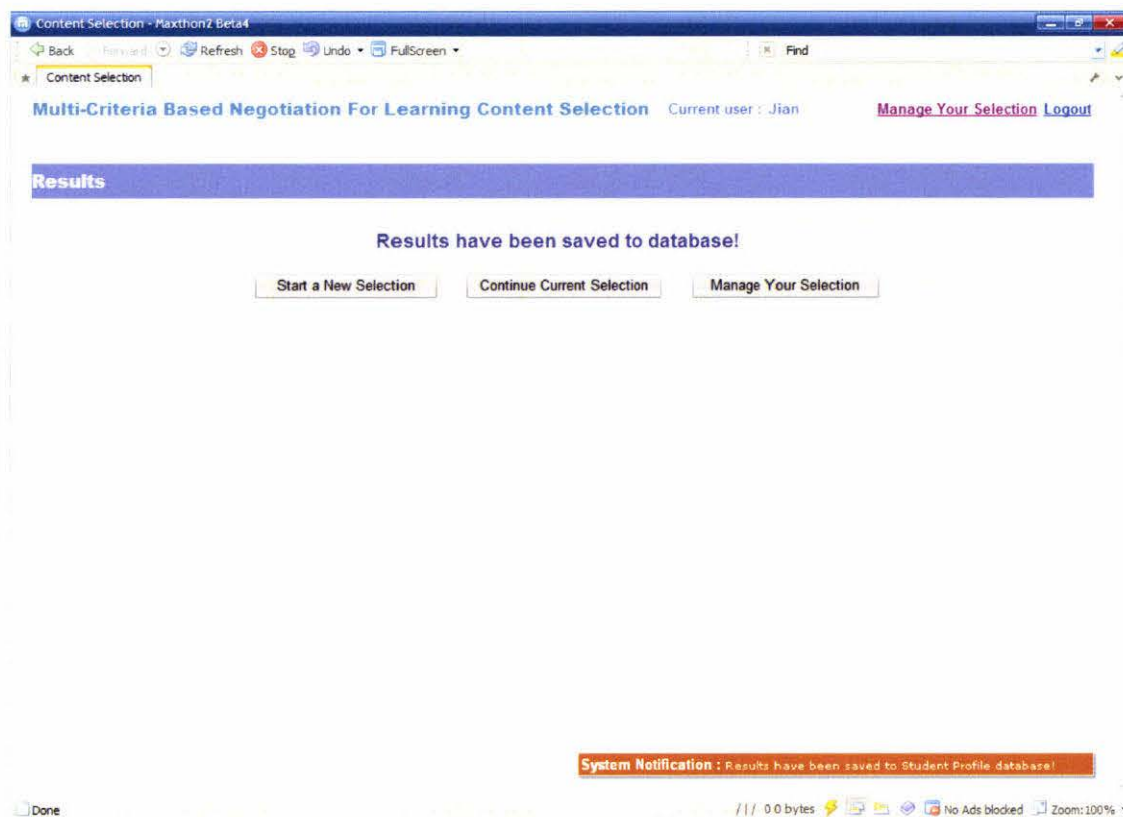 Content Selection - Maxthon2 Beta4
Back Forward Refresh Stop Undo FullScreen Find
Content Selection
Multi-Criteria Based Negotiation For Learning Content Selection Current user : Jian Manage Your Selection Logout
Results
Results have been saved to database!
Start a New Selection Continue Current Selection Manage Your Selection
System Notification : Results have been saved to Student Profile database!
Done / | / 0 0 bytes No Ads blocked Zoom:100%